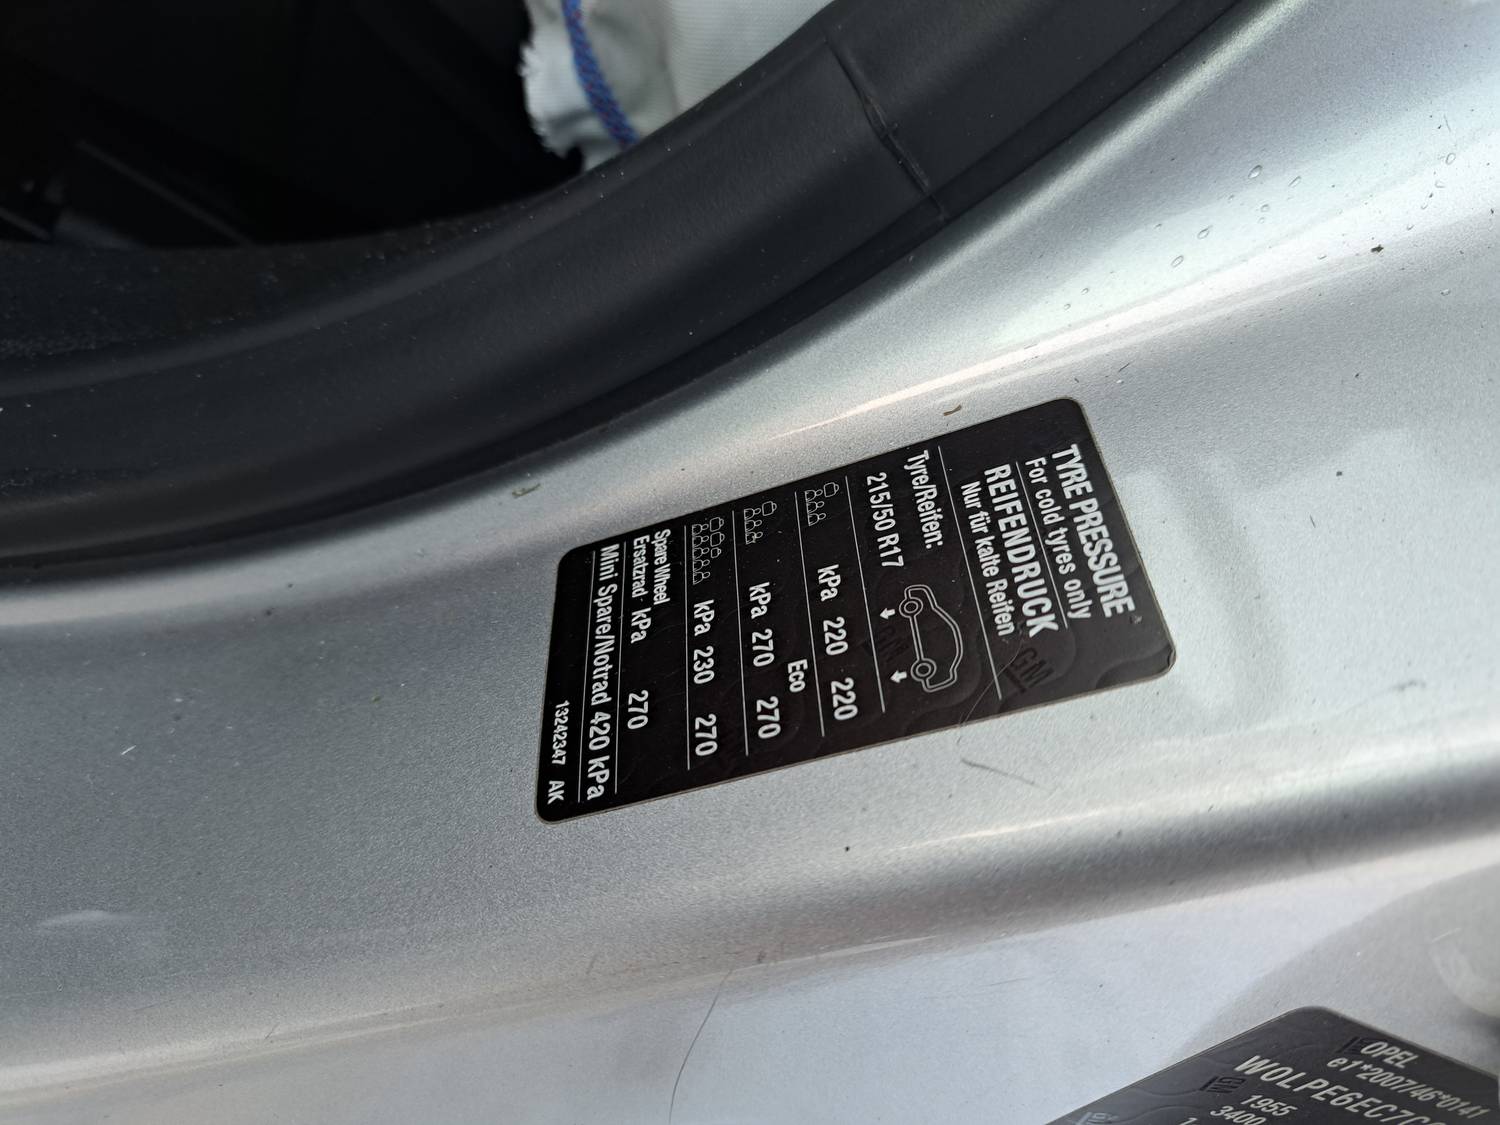 TYRE PRESSURE
For cold tyres only
REIFENDRUCK
Nur für kalte Reifen
GM
Tyre/Reifen:
215/50 R17
kPa 220 220
Eco
kPa 270 270
kPa 230 270
Spare Wheel
Ersatzrad kPa 270
Mini Spare/Notrad 420 kPa
13242347 AK
OPEL
e1*2007/46*0141
WOLPE6EC7C
1955
3400